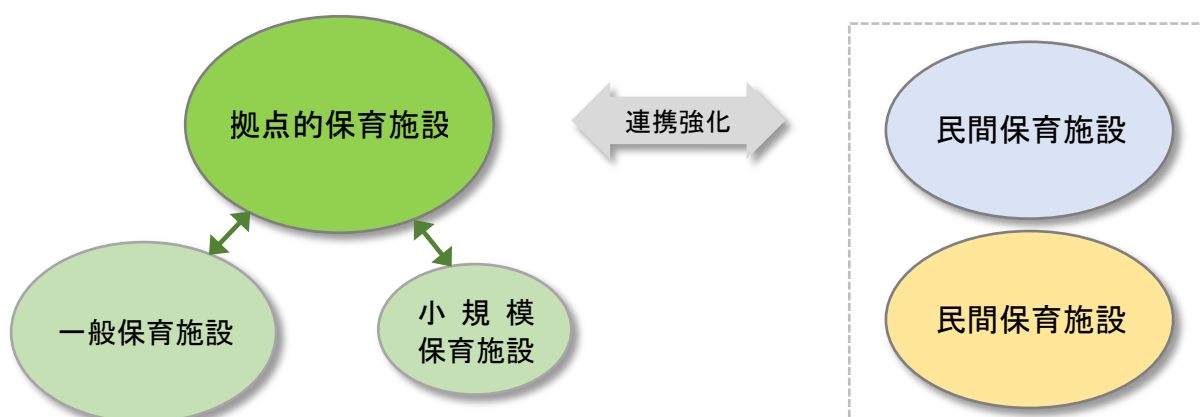 拠点的保育施設
連携強化
民間保育施設
一般保育施設
小規模
保育施設
民間保育施設